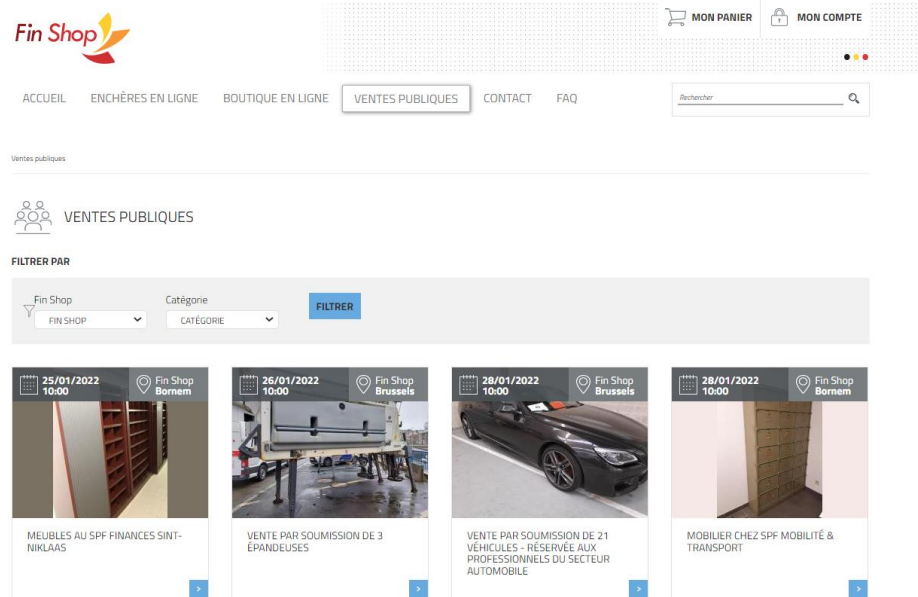 Fin Shop
MON PANIER
MON COMPTE
ACCUEIL
ENCHÈRES EN LIGNE
BOUTIQUE EN LIGNE
VENTES PUBLIQUES
CONTACT
FAQ
Rechercher
Ventes publiques
VENTES PUBLIQUES
FILTRER PAR
Fin Shop
FIN SHOP
Catégorie
CATÉGORIE
FILTRER
25/01/2022
10:00
Fin Shop
Bornem
MEUBLES AU SPF FINANCES SINT-
NIKLAAS
26/01/2022
10:00
Fin Shop
Brussels
VENTE PAR SOUMISSION DE 3
ÉPANDEUSES
28/01/2022
10:00
Fin Shop
Brussels
VENTE PAR SOUMISSION DE 21
VÉHICULES - RÉSERVÉE AUX
PROFESSIONNELS DU SECTEUR
AUTOMOBILE
28/01/2022
10:00
Fin Shop
Bornem
MOBILIER CHEZ SPF MOBILITÉ &
TRANSPORT